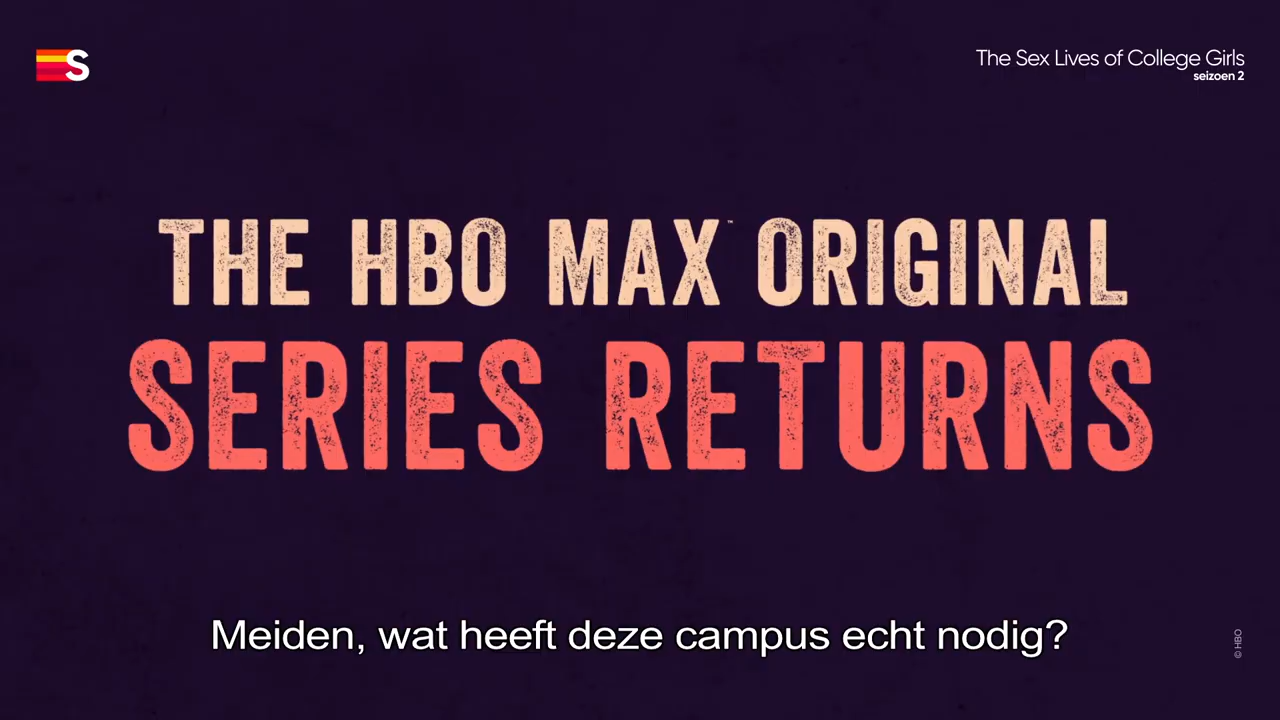 S
The Sex Lives of College Girls
seizoen 2
THE HBO MAX™ ORIGINAL
SERIES RETURNS
Meiden, wat heeft deze campus echt nodig?
© HBO